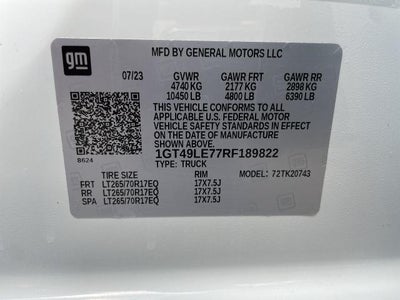 gm
MFD BY GENERAL MOTORS LLC
07/23 GVWR GAWR FRT GAWR RR
4740 KG 2177 KG 2898 KG
10450 LB 4800 LB 6390 LB
THIS VEHICLE CONFORMS TO ALL
APPLICABLE U.S. FEDERAL MOTOR
VEHICLE SAFETY STANDARDS IN
EFFECT ON THE DATE OF
MANUFACTURE SHOWN ABOVE.
8624
1GT49LE77RF189822
TYPE: TRUCK
TIRE SIZE RIM MODEL: 72TK20743
FRT LT265/70R17EQ 17X7.5J
RR LT265/70R17EQ 17X7.5J
SPA LT265/70R17EQ 17X7.5J